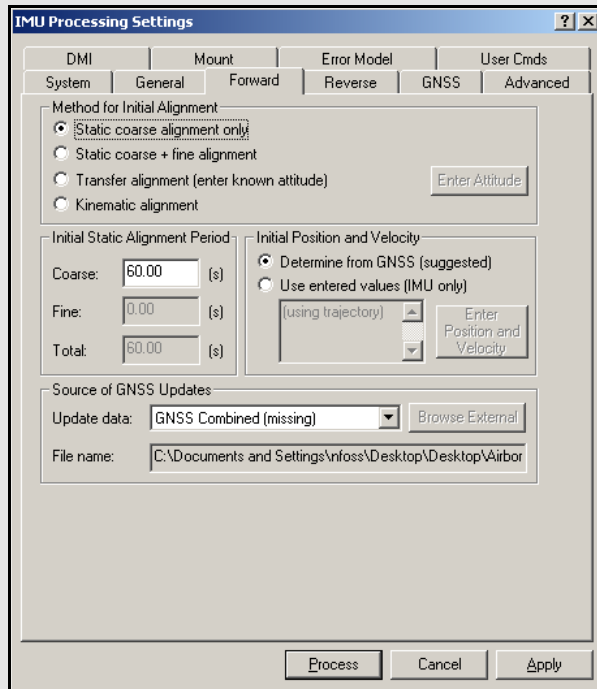 IMU Processing Settings
DMI Mount Error Model User Cmds
System General Forward Reverse GNSS Advanced
Method for Initial Alignment
Static coarse alignment only
Static coarse + fine alignment
Transfer alignment (enter known attitude) Enter Attitude
Kinematic alignment
Initial Static Alignment Period
Coarse: 60.00 (s)
Fine: 0.00 (s)
Total: 60.00 (s)
Initial Position and Velocity
Determine from GNSS (suggested)
Use entered values (IMU only)
(using trajectory)
Enter
Position and
Velocity
Source of GNSS Updates
Update data: GNSS Combined (missing) Browse External
File name: C:\Documents and Settings\nfoss\Desktop\Desktop\Airbor
Process Cancel Apply